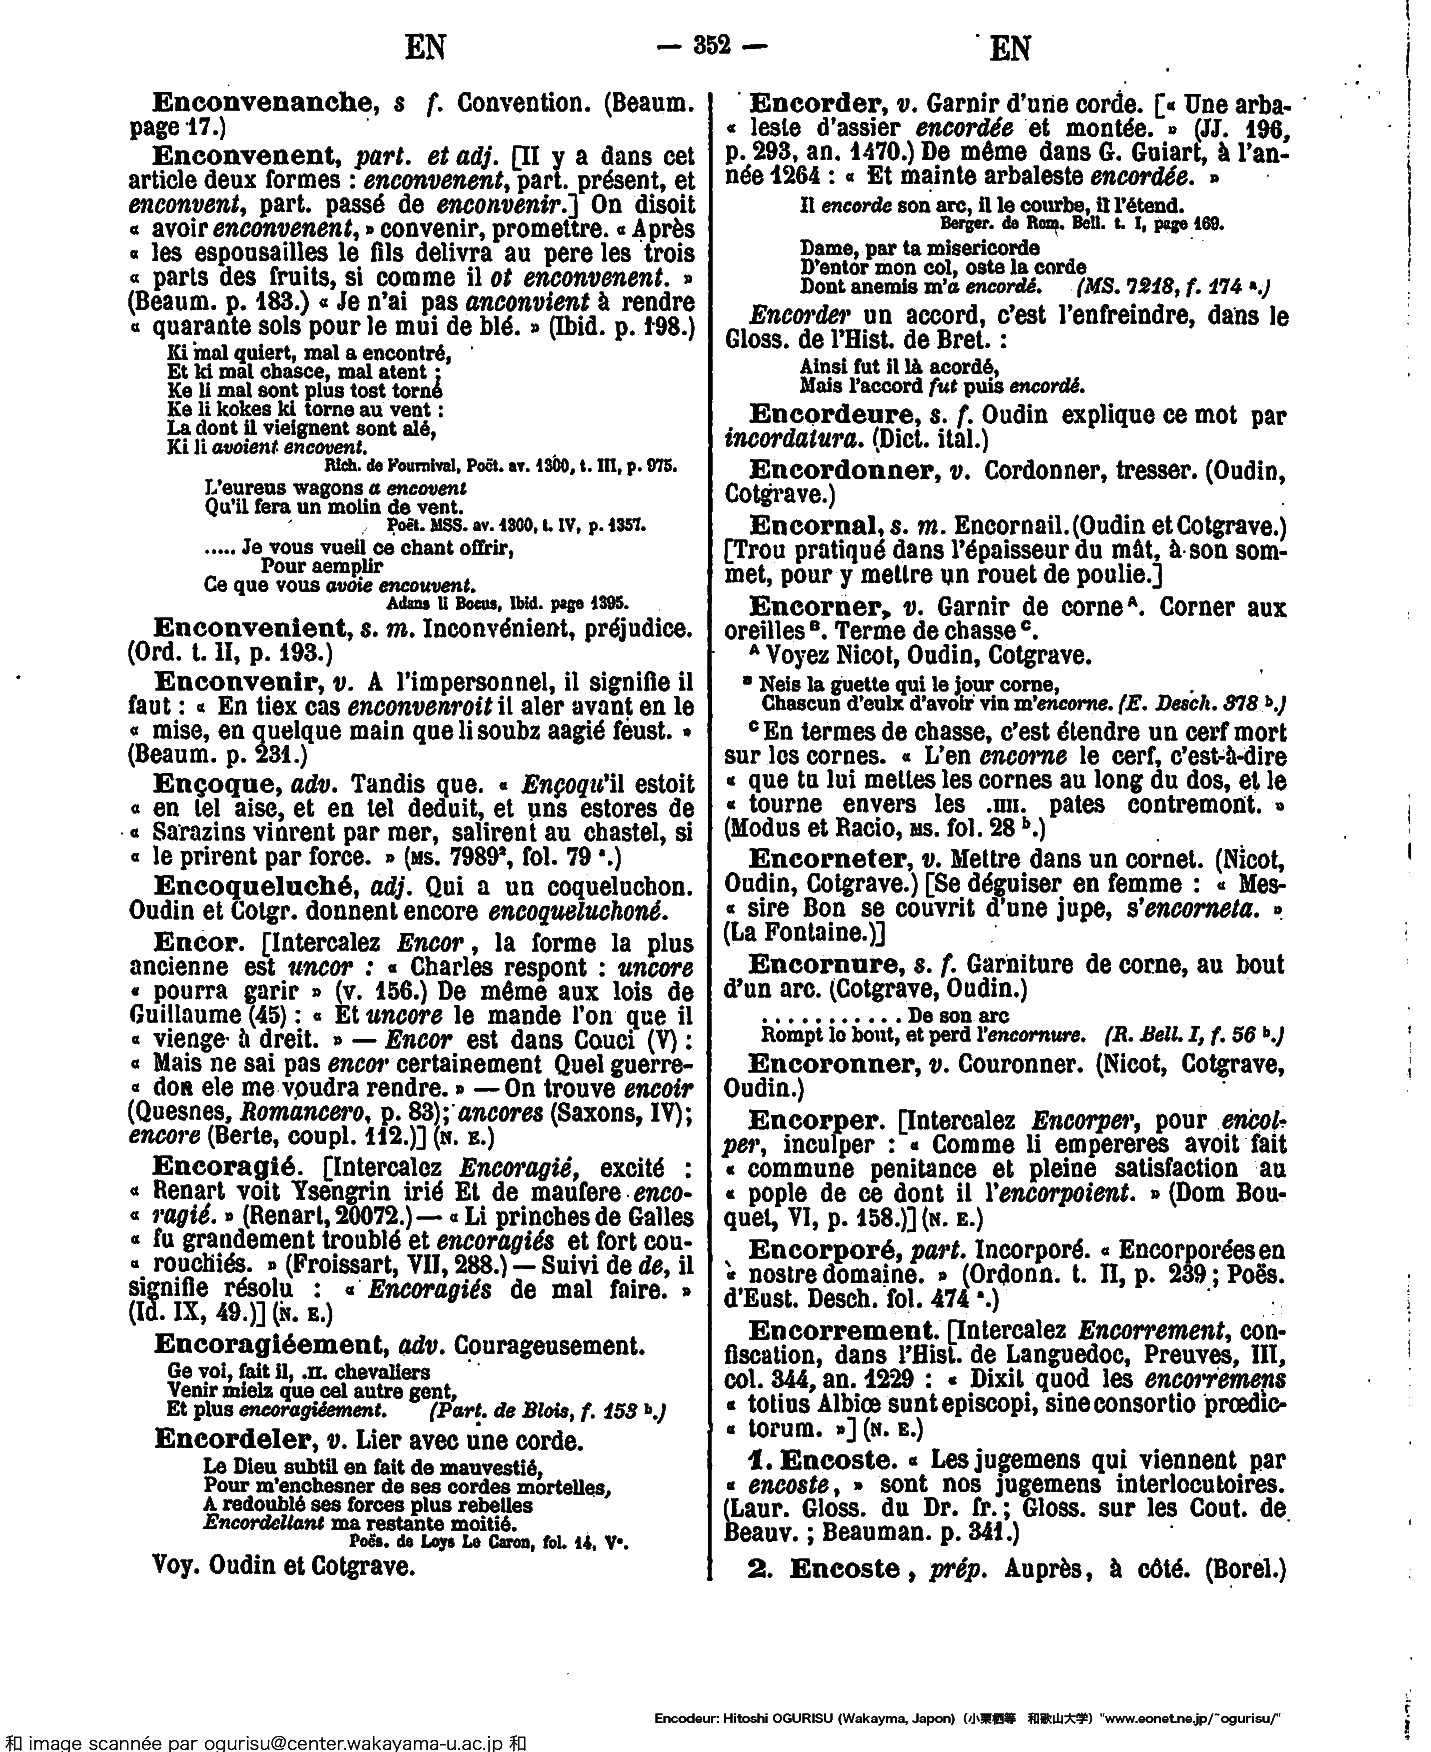 EN — 352 — EN
Enconvenanche, s f. Convention. (Beaum.
page 17.)
Enconvenent, part. et adj. [Il y a dans cet
article deux formes : enconvenent, part. présent, et
enconvent, part. passé de enconvenir.] On disoit
« avoir enconvenent, » convenir, promettre. « Après
« les espousailles le fils delivra au pere les trois
« parts des fruits, si comme il ot enconvenent. »
(Beaum. p. 183.) « Je n'ai pas anconvient à rendre
« quarante sols pour le mui de blé. » (Ibid. p. 198.)
Ki mal quiert, mal a encontré,
Et ki mal chasce, mal atent ;
Ke li mal sont plus tost torné
Ke li kokes ki torne au vent :
La dont il vieignent sont alé,
Ki li avoient encovent.
Rich. de Fournival, Poët. av. 1300, t. III, p. 975.
L'eureus wagons a encovent
Qu'il fera un molin de vent.
Poët. MSS. av. 1300, t. IV, p. 1357.
..... Je vous vueil ce chant offrir,
Pour aemplir
Ce que vous avoie encouvent.
Adans li Bocus, Ibid. page 1395.
Enconvenient, s. m. Inconvénient, préjudice.
(Ord. t. II, p. 193.)
Enconvenir, v. A l'impersonnel, il signifie il
faut : « En tiex cas enconvenroit il aler avant en le
« mise, en quelque main que li soubz aagié feust. »
(Beaum. p. 231.)
Ençoque, adv. Tandis que. « Ençoqu'il estoit
« en tel aise, et en tel deduit, et uns estores de
« Sarazins vinrent par mer, salirent au chastel, si
« le prirent par force. » (MS. 7989², fol. 79 ª.)
Encoqueluché, adj. Qui a un coqueluchon.
Oudin et Cotgr. donnent encore encoqueluchoné.
Encor. [Intercalez Encor, la forme la plus
ancienne est uncor : « Charles respont : uncore
« pourra garir » (v. 156.) De même aux lois de
Guillaume (45) : « Et uncore le mande l'on que il
« vienge à dreit. » — Encor est dans Couci (V) :
« Mais ne sai pas encor certainement Quel guerre-
« don ele me voudra rendre. » — On trouve encoir
(Quesnes, Romancero, p. 83); ancores (Saxons, IV);
encore (Berte, coupl. 112.)] (N. E.)
Encoragié. [Intercalez Encoragié, excité :
« Renart voit Ysengrin irié Et de maufere enco-
« ragié. » (Renart, 20072.) — « Li princhès de Galles
« fu grandement troublé et encoragiés et fort cou-
« rouchiés. » (Froissart, VII, 288.) — Suivi de de, il
signifie résolu : « Encoragiés de mal faire. »
(Id. IX, 49.)] (N. E.)
Encoragiéement, adv. Courageusement.
Ge voi, fait il, .II. chevaliers
Venir mielz que cel autre gent,
Et plus encoragiéement. (Part. de Blois, f. 153 b.)
Encordeler, v. Lier avec une corde.
Le Dieu subtil en fait de mauvestié,
Pour m'enchesner de ses cordes mortelles,
A redoublé ses forces plus rebelles
Encordellant ma restante moitié.
Poës. de Loys Le Caron, fol. 14, V°.
Voy. Oudin et Cotgrave.
Encorder, v. Garnir d'une corde. [« Une arba-
« leste d'assier encordée et montée. » (JJ. 196,
p. 293, an. 1470.) De même dans G. Guiart, à l'an-
née 1264 : « Et mainte arbaleste encordée. »
Il encorde son arc, il le courbe, il l'étend.
Berger. de Rom. Bell. t. I, page 169.
Dame, par ta misericorde
D'entor mon col, oste la corde
Dont anemis m'a encordé. (MS. 7218, f. 174 ª.)
Encorder un accord, c'est l'enfreindre, dans le
Gloss. de l'Hist. de Bret. :
Ainsi fut il là acordé,
Mais l'accord fut puis encordé.
Encordeure, s. f. Oudin explique ce mot par
incordatura. (Dict. ital.)
Encordonner, v. Cordonner, tresser. (Oudin,
Cotgrave.)
Encornal, s. m. Encornail. (Oudin et Cotgrave.)
[Trou pratiqué dans l'épaisseur du mât, à son som-
met, pour y mettre un rouet de poulie.]
Encorner, v. Garnir de corne A. Corner aux
oreilles B. Terme de chasse C.
A Voyez Nicot, Oudin, Cotgrave.
B Neis la guette qui le jour corne,
Chascun d'eulx d'avoir vin m'encorne. (E. Desch. 378 b.)
C En termes de chasse, c'est étendre un cerf mort
sur les cornes. « L'en encorne le cerf, c'est-à-dire
« que tu lui mettes les cornes au long du dos, et le
« tourne envers les .IIII. pates contremont. »
(Modus et Racio, MS. fol. 28 b.)
Encorneter, v. Mettre dans un cornet. (Nicot,
Oudin, Cotgrave.) [Se déguiser en femme : « Mes-
« sire Bon se couvrit d'une jupe, s'encorneta. »
(La Fontaine.)]
Encornure, s. f. Garniture de corne, au bout
d'un arc. (Cotgrave, Oudin.)
. . . . . . . . . . . De son arc
Rompt le bout, et perd l'encornure. (R. Bell. I, f. 56 b.)
Encoronner, v. Couronner. (Nicot, Cotgrave,
Oudin.)
Encorper. [Intercalez Encorper, pour encol-
per, inculper : « Comme li empereres avoit fait
« commune penitance et pleine satisfaction au
« pople de ce dont il l'encorpoient. » (Dom Bou-
quet, VI, p. 158.)] (N. E.)
Encorporé, part. Incorporé. « Encorporées en
« nostre domaine. » (Ordonn. t. II, p. 239 ; Poës.
d'Eust. Desch. fol. 474 ª.)
Encorrement. [Intercalez Encorrement, con-
fiscation, dans l'Hist. de Languedoc, Preuves, III,
col. 344, an. 1229 : « Dixit quod les encorremens
« totius Albiœ sunt episcopi, sine consortio prœdic-
« torum. »] (N. E.)
1. Encoste. « Les jugemens qui viennent par
« encoste, » sont nos jugemens interlocutoires.
(Laur. Gloss. du Dr. fr. ; Gloss. sur les Cout. de
Beauv. ; Beauman. p. 341.)
2. Encoste, prép. Auprès, à côté. (Borel.)
Encodeur: Hitoshi OGURISU (Wakayma, Japon) (小栗栖等 和歌山大学) "www.eonet.ne.jp/~ogurisu/"
和 image scannée par ogurisu@center.wakayama-u.ac.jp 和